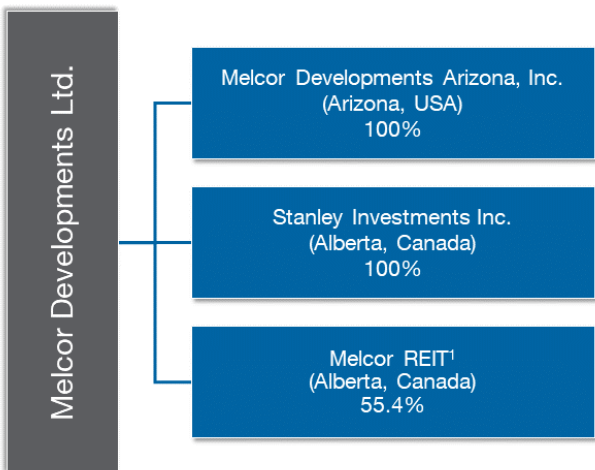 Melcor Developments Ltd.
Melcor Developments Arizona, Inc.
(Arizona, USA)
100%
Stanley Investments Inc.
(Alberta, Canada)
100%
Melcor REIT¹
(Alberta, Canada)
55.4%